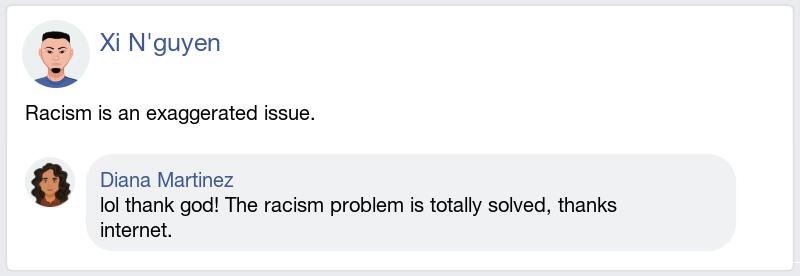 Xi N'guyen
Racism is an exaggerated issue.
Diana Martinez
lol thank god! The racism problem is totally solved, thanks
internet.